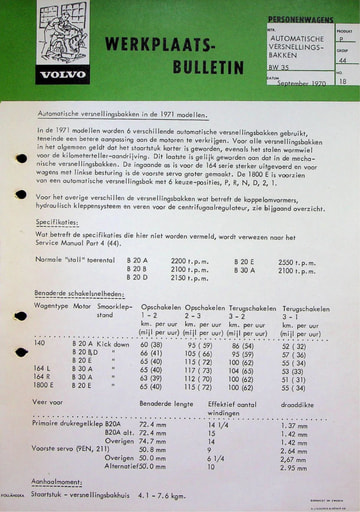 VOLVO
WERKPLAATS-
BULLETIN
PERSONENWAGENS
BETR.
AUTOMATISCHE
VERSNELLINGS-
BAKKEN
BW 35
DATUM
September 1970
PRODUKT
P
GROEP
44
NO.
18
Automatische versnellingsbakken in de 1971 modellen.
In de 1971 modellen worden 6 verschillende automatische versnellingsbakken gebruikt,
teneinde een betere aanpassing aan de motoren te verkrijgen. Voor alle versnellingsbakken
in het algemeen geldt dat het staartstuk korter is geworden, evenals het stalen wormwiel
voor de kilometerteller-aandrijving. Dit laatste is gelijk geworden aan dat in de mecha-
nische versnellingsbakken. De ingaande as is voor de 164 serie sterker uitgevoerd en voor
wagens met linkse besturing is de voorste servo groter gemaakt. De 1800 E is voorzien
van een automatische versnellingsbak met 6 keuze-posities, P, R, N, D, 2, 1.
Voor het overige verschillen de versnellingsbakken wat betreft de koppelomvormers,
hydraulisch kleppensysteem en veren voor de centrifugaalregulateur, zie bijgaand overzicht.
Specifikaties:
Wat betreft de specifikaties die hier niet worden vermeld, wordt verwezen naar het
Service Manual Part 4 (44).
Normale "stall" toerental B 20 A 2200 t.p.m. B 20 E 2550 t.p.m.
B 20 B 2100 t.p.m. B 30 A 2100 t.p.m.
B 20 D 2150 t.p.m.
Benaderde schakelsnelheden:
Wagentype Motor Smoorklep- Opschakelen Opschakelen Terugschakelen Terugschakelen
stand 1 - 2 2 - 3 3 - 2 3 - 1
km. per uur km. per uur km. per uur km. per uur
(mijl per uur) (mijl per uur) (mijl per uur) (mijl per uur)
140 B 20 A Kick down 60 (38) 95 (59) 86 (54) 52 (32)
B 20 B,D " 66 (41) 105 (66) 95 (59) 57 (36)
B 20 E " 65 (40) 115 (72) 100 (62) 55 (34)
164 L B 30 A " 65 (40) 117 (73) 104 (65) 53 (33)
164 R B 30 A " 63 (39) 112 (70) 100 (62) 51 (31)
1800 E B 20 E " 65 (40) 115 (72) 100 (62) 55 (34)
Veer voor Benaderde lengte Effectief aantal draaddikte
windingen
Primaire drukregelklep B20A 72.4 mm 14 1/4 1.37 mm
B20A alt. 72.4 mm 15 1.42 mm
Overigen 74.7 mm 14 1.42 mm
Voorste servo (9EN, 211) 50.8 mm 9 2.64 mm
Overigen 50.0 mm 6 1/4 2,67 mm
Alternatief 50.0 mm 10 2.95 mm
Aanhaalmoment:
Staartstuk - versnellingsbakhuis 4.1 - 7.6 kgm.